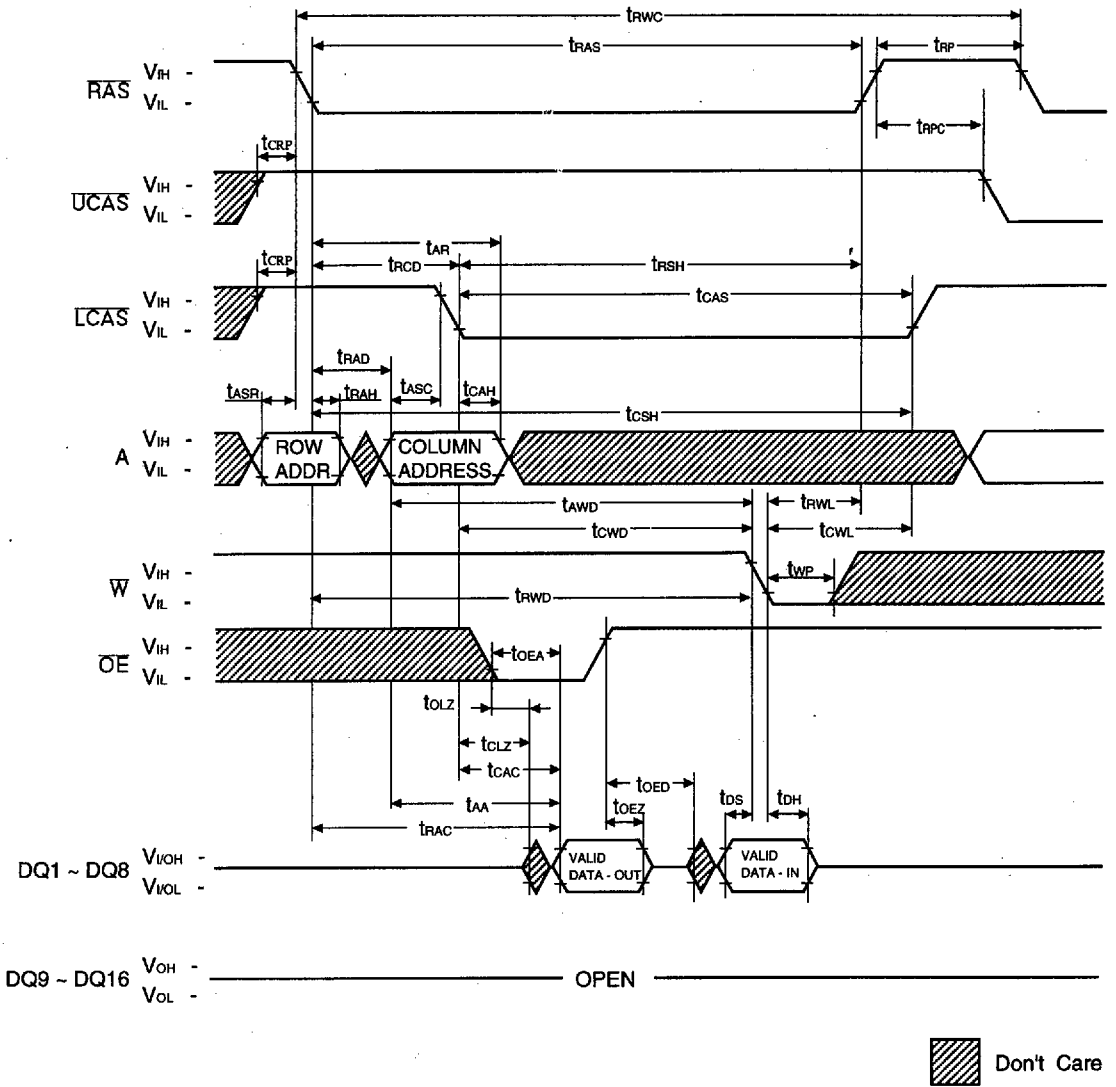 tRWC
tRAS
tRP
RAS
VIH -
VIL -
tRPC
tCRP
UCAS
VIH -
VIL -
tAR
tCRP
tRCD
tRSH
tCAS
LCAS
VIH -
VIL -
tRAD
tASR
tRAH
tASC
tCAH
tCSH
A
VIH -
VIL -
ROW ADDR
COLUMN ADDRESS
tAWD
tRWL
tCWD
tCWL
W
VIH -
VIL -
tWP
tRWD
OE
VIH -
VIL -
tOEA
tOLZ
tCLZ
tCAC
tOED
tAA
tOEZ
tDS
tDH
tRAC
DQ1 ~ DQ8
VI/OH -
VI/OL -
VALID DATA - OUT
VALID DATA - IN
DQ9 ~ DQ16
VOH -
VOL -
OPEN
Don't Care